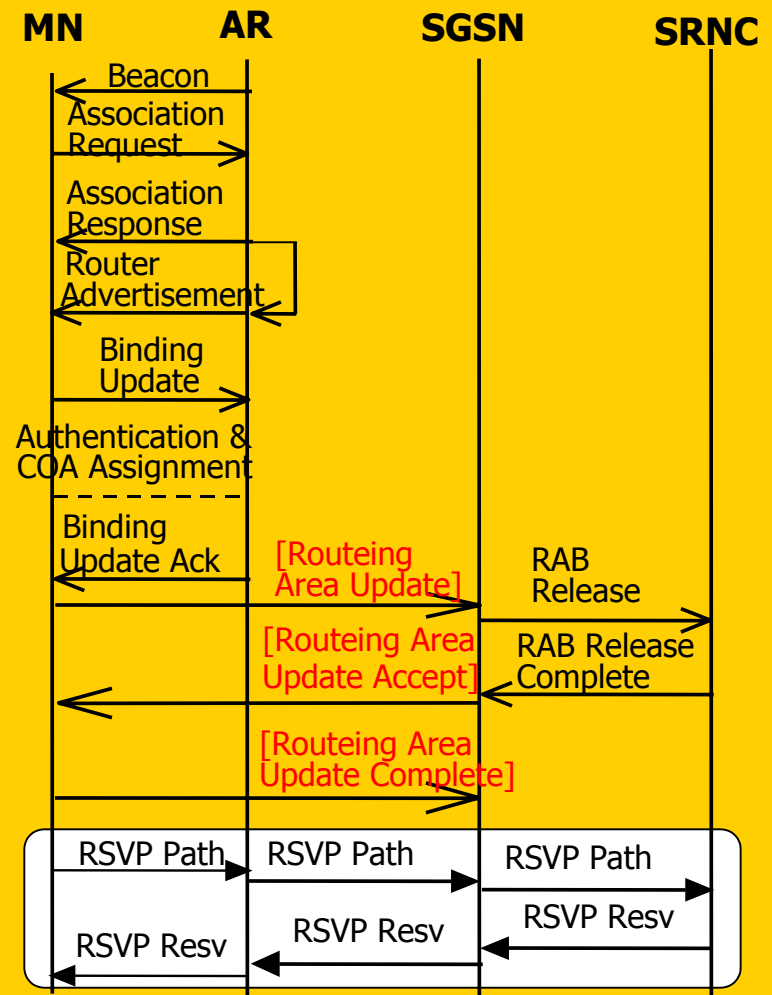 MN AR SGSN SRNC
Beacon
Association
Request
Association
Response
Router
Advertisement
Binding
Update
Authentication &
COA Assignment
Binding
Update Ack
[Routeing
Area Update]
RAB
Release
[Routeing Area
Update Accept]
RAB Release
Complete
[Routeing Area
Update Complete]
RSVP Path RSVP Path RSVP Path
RSVP Resv RSVP Resv RSVP Resv